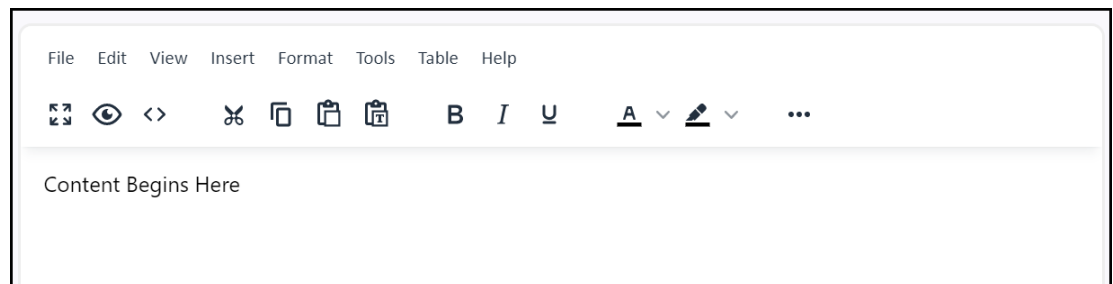 File Edit View Insert Format Tools Table Help
B I U A
Content Begins Here